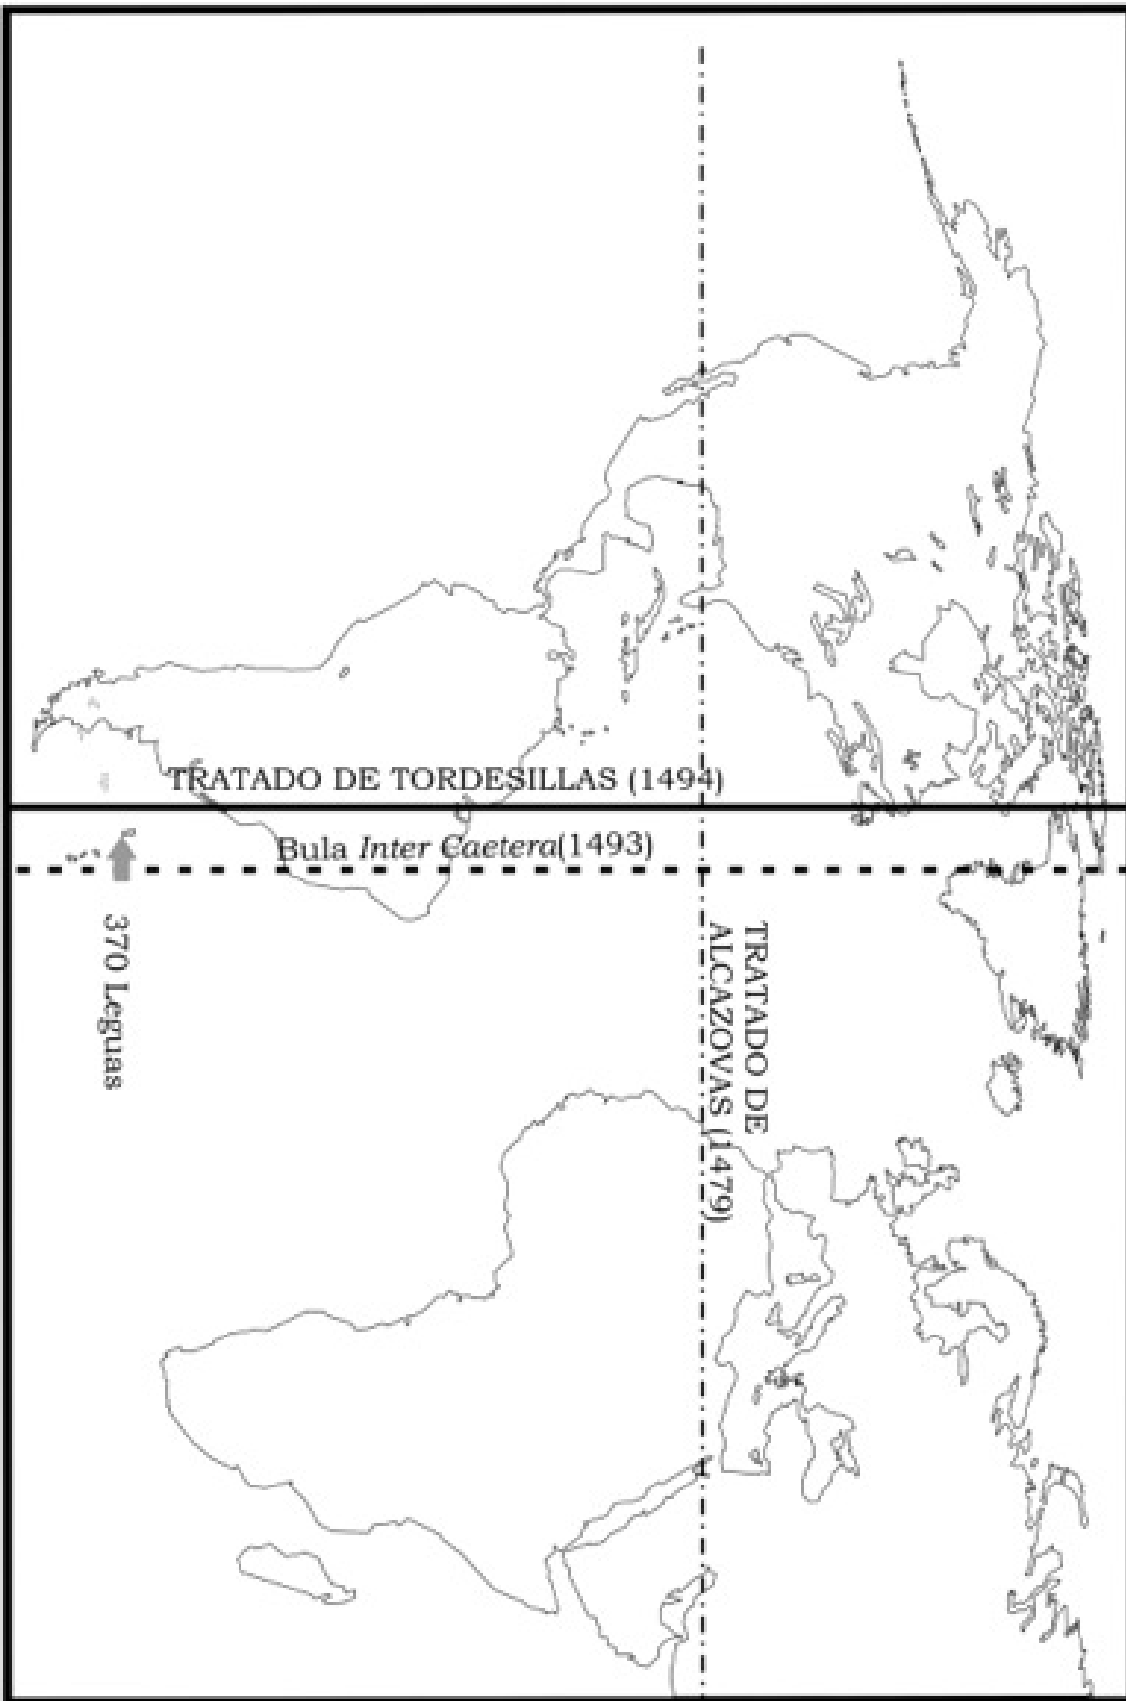 TRATADO DE TORDESILLAS (1494)
Bula Inter Caetera(1493)
370 Leguas
TRATADO DE
ALCAZOVAS (1479)